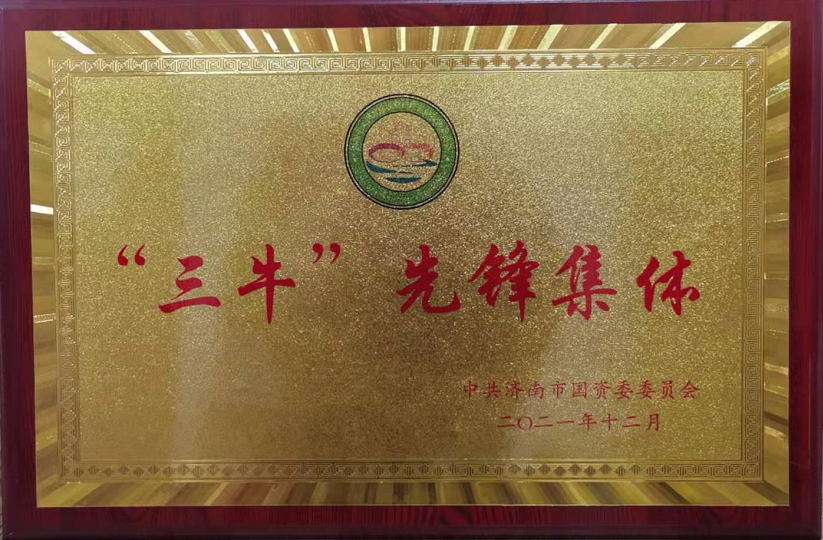 “三牛”先锋集体
中共济南市国资委委员会
二〇二一年十二月